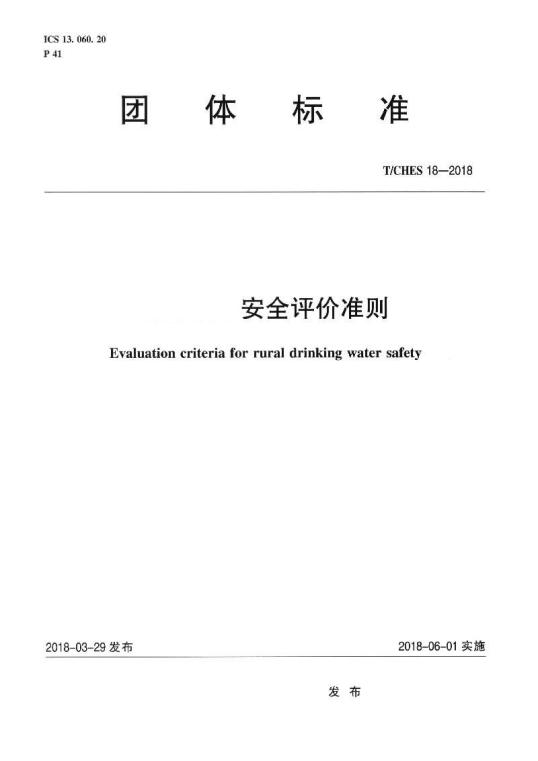 ICS 13. 060. 20
P 41
团 体 标 准
T/CHES 18—2018
安全评价准则
Evaluation criteria for rural drinking water safety
2018-03-29 发布
2018-06-01 实施
发 布